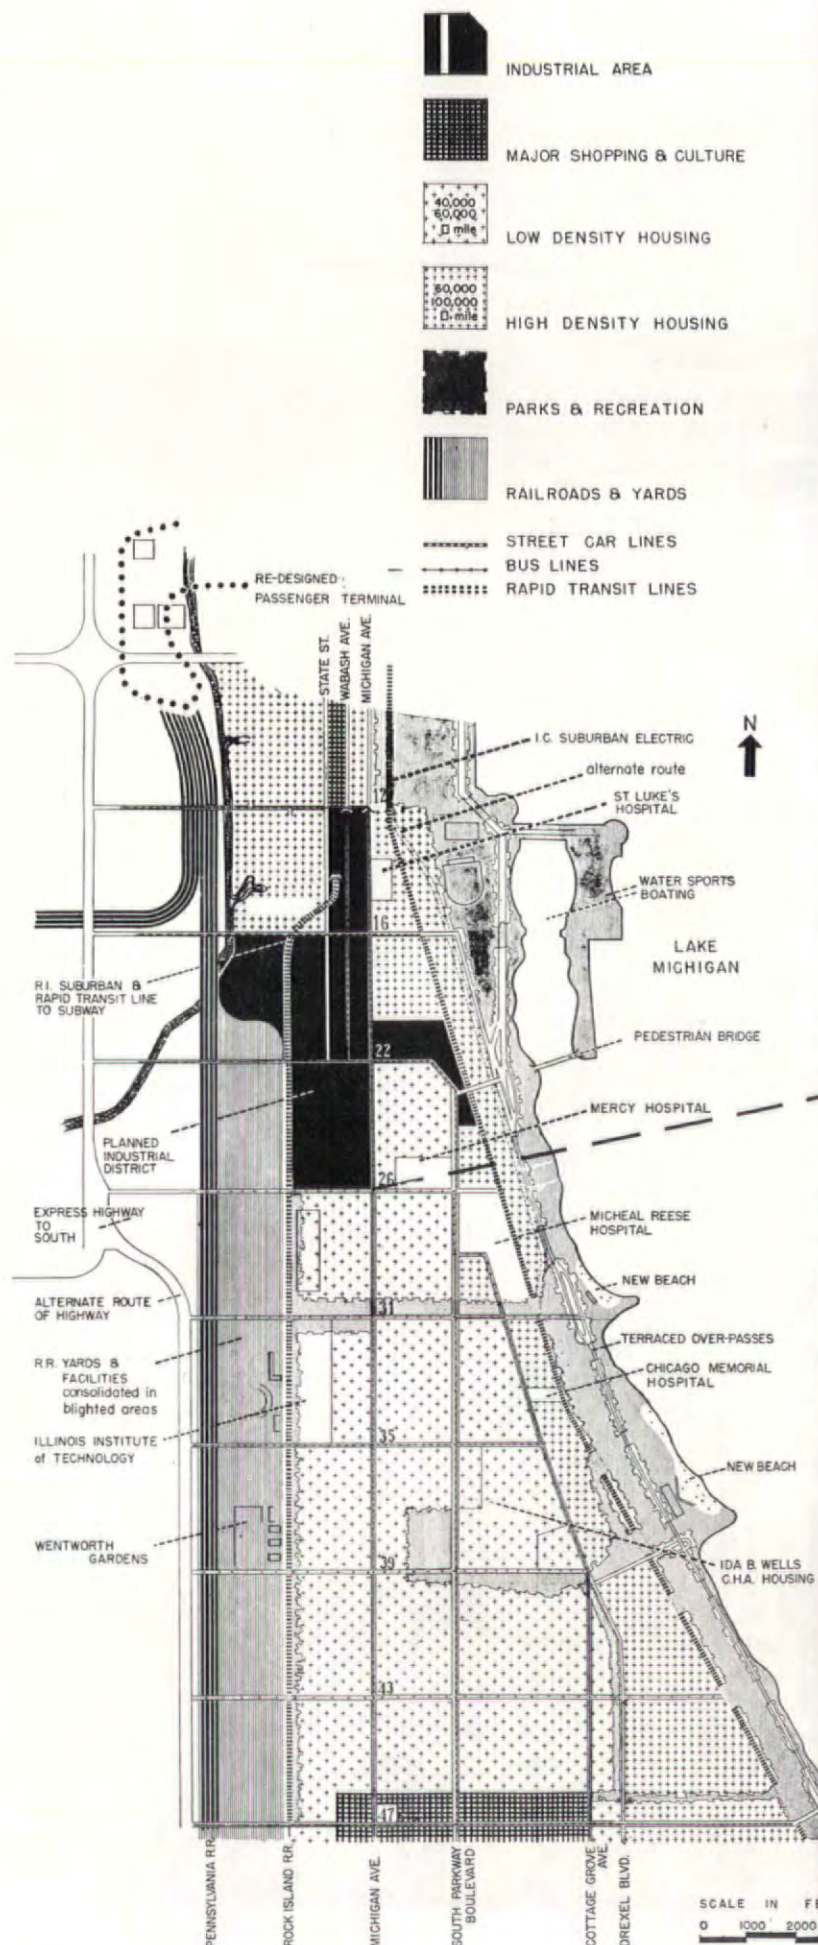 INDUSTRIAL AREA
MAJOR SHOPPING & CULTURE
40,000
60,000
□ mile
LOW DENSITY HOUSING
60,000
100,000
□ mile
HIGH DENSITY HOUSING
PARKS & RECREATION
RAILROADS & YARDS
STREET CAR LINES
BUS LINES
RAPID TRANSIT LINES
RE-DESIGNED
PASSENGER TERMINAL
STATE ST.
WABASH AVE.
MICHIGAN AVE.
N
I.C. SUBURBAN ELECTRIC
alternate route
ST. LUKE'S
HOSPITAL
12
WATER SPORTS
BOATING
16
LAKE
MICHIGAN
R.I. SUBURBAN &
RAPID TRANSIT LINE
TO SUBWAY
PEDESTRIAN BRIDGE
22
MERCY HOSPITAL
PLANNED
INDUSTRIAL
DISTRICT
26
EXPRESS HIGHWAY
TO
SOUTH
MICHEAL REESE
HOSPITAL
NEW BEACH
ALTERNATE ROUTE
OF HIGHWAY
31
TERRACED OVER-PASSES
R.R. YARDS &
FACILITIES
consolidated in
blighted areas
CHICAGO MEMORIAL
HOSPITAL
ILLINOIS INSTITUTE
of TECHNOLOGY
35
NEW BEACH
WENTWORTH
GARDENS
39
IDA B. WELLS
C.H.A. HOUSING
43
47
PENNSYLVANIA R.R.
ROCK ISLAND R.R.
MICHIGAN AVE.
SOUTH PARKWAY
BOULEVARD
COTTAGE GROVE
AVE.
DREXEL BLVD.
SCALE IN FE
0 1000 2000